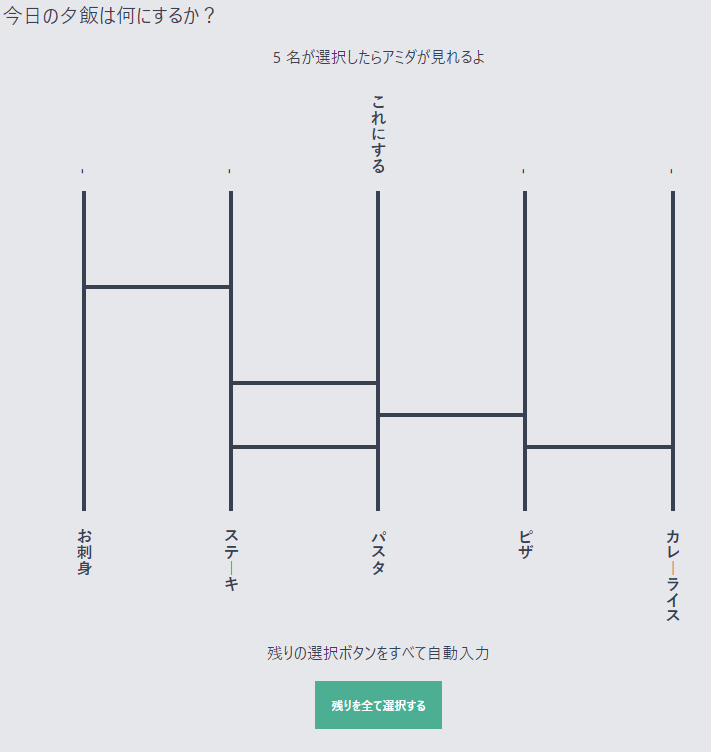 今日の夕飯は何にするか？
5 名が選択したらアミダが見れるよ
これにする
お刺身
ステーキ
パスタ
ピザ
カレーライス
残りの選択ボタンをすべて自動入力
残りを全て選択する